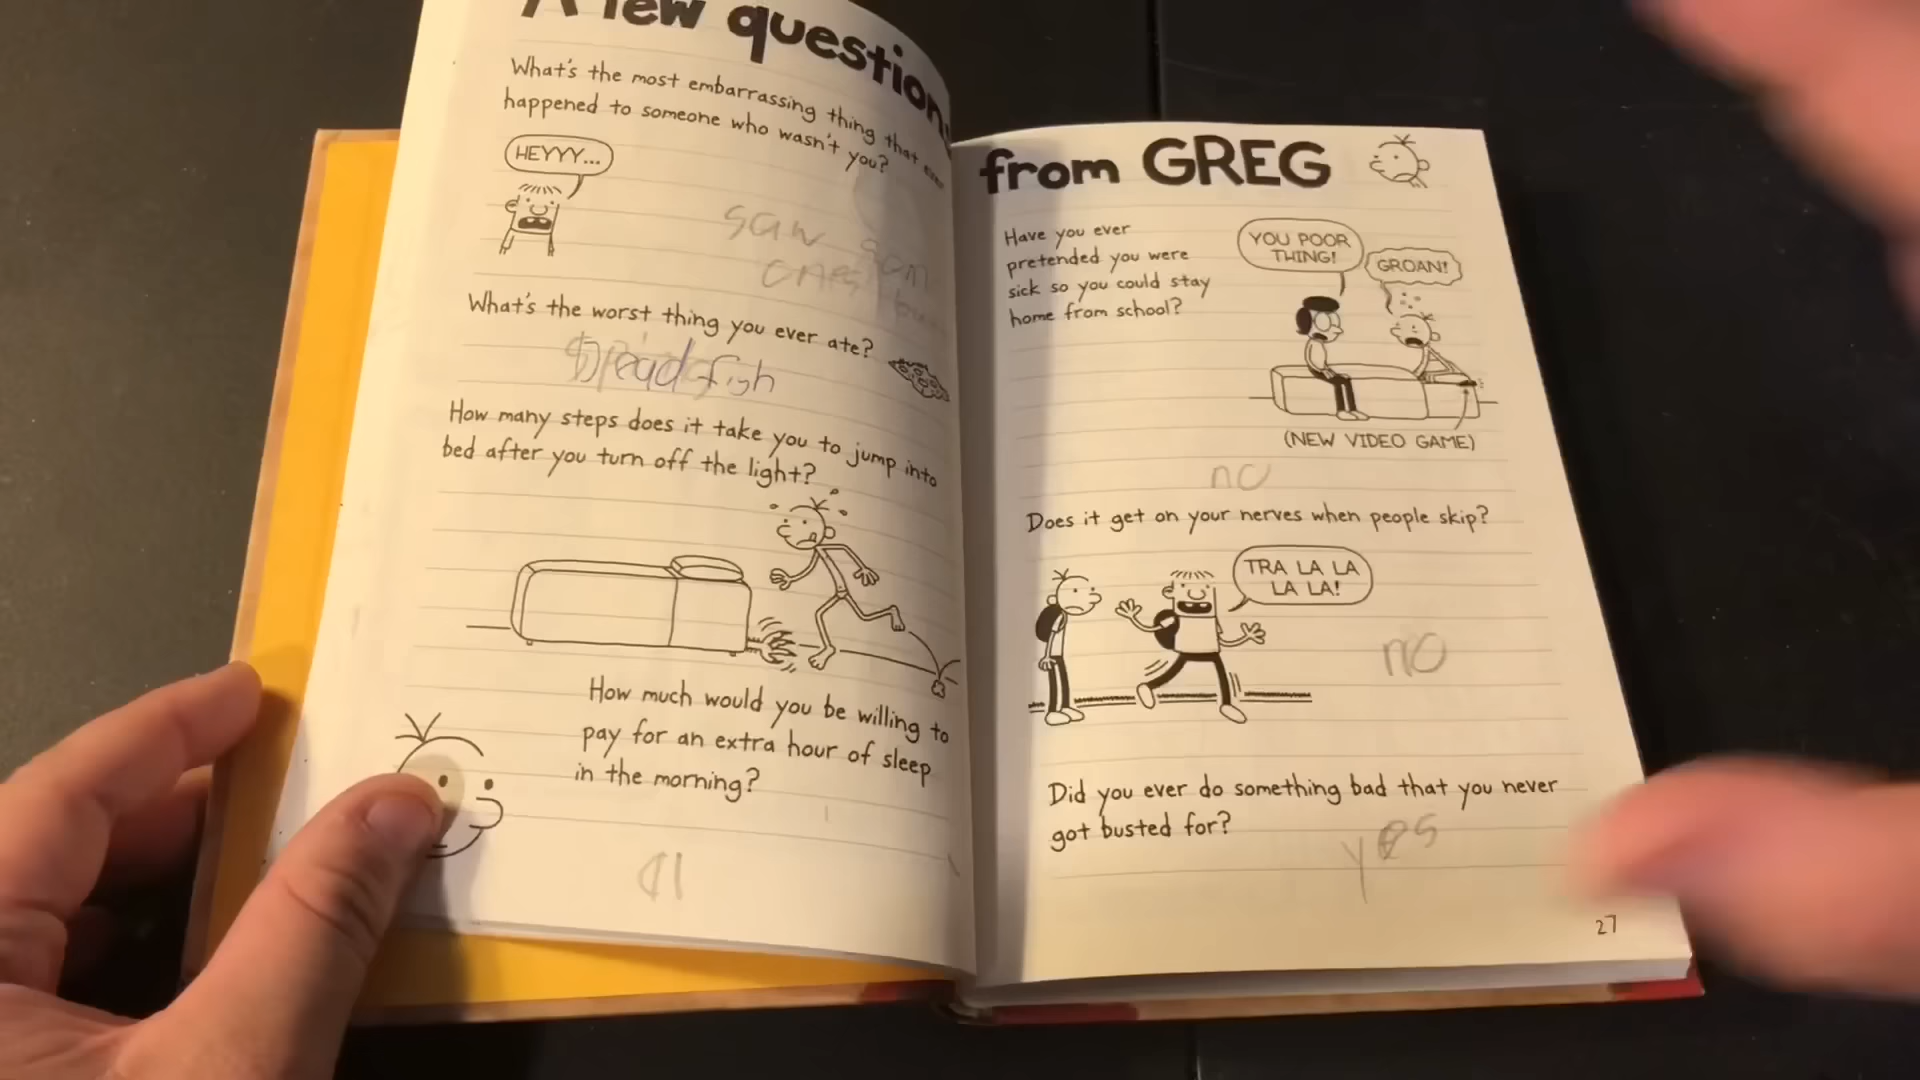 A few question
What's the most embarrassing thing that ever
happened to someone who wasn't you?
HEYYY...
saw
ones
What's the worst thing you ever ate?
fish
How many steps does it take you to jump into
bed after you turn off the light?
How much would you be willing to
pay for an extra hour of sleep
in the morning?
from GREG
Have you ever
pretended you were
sick so you could stay
home from school?
YOU POOR
THING!
GROAN!
(NEW VIDEO GAME)
no
Does it get on your nerves when people skip?
TRA LA LA
LA LA!
no
Did you ever do something bad that you never
got busted for?
yes
27